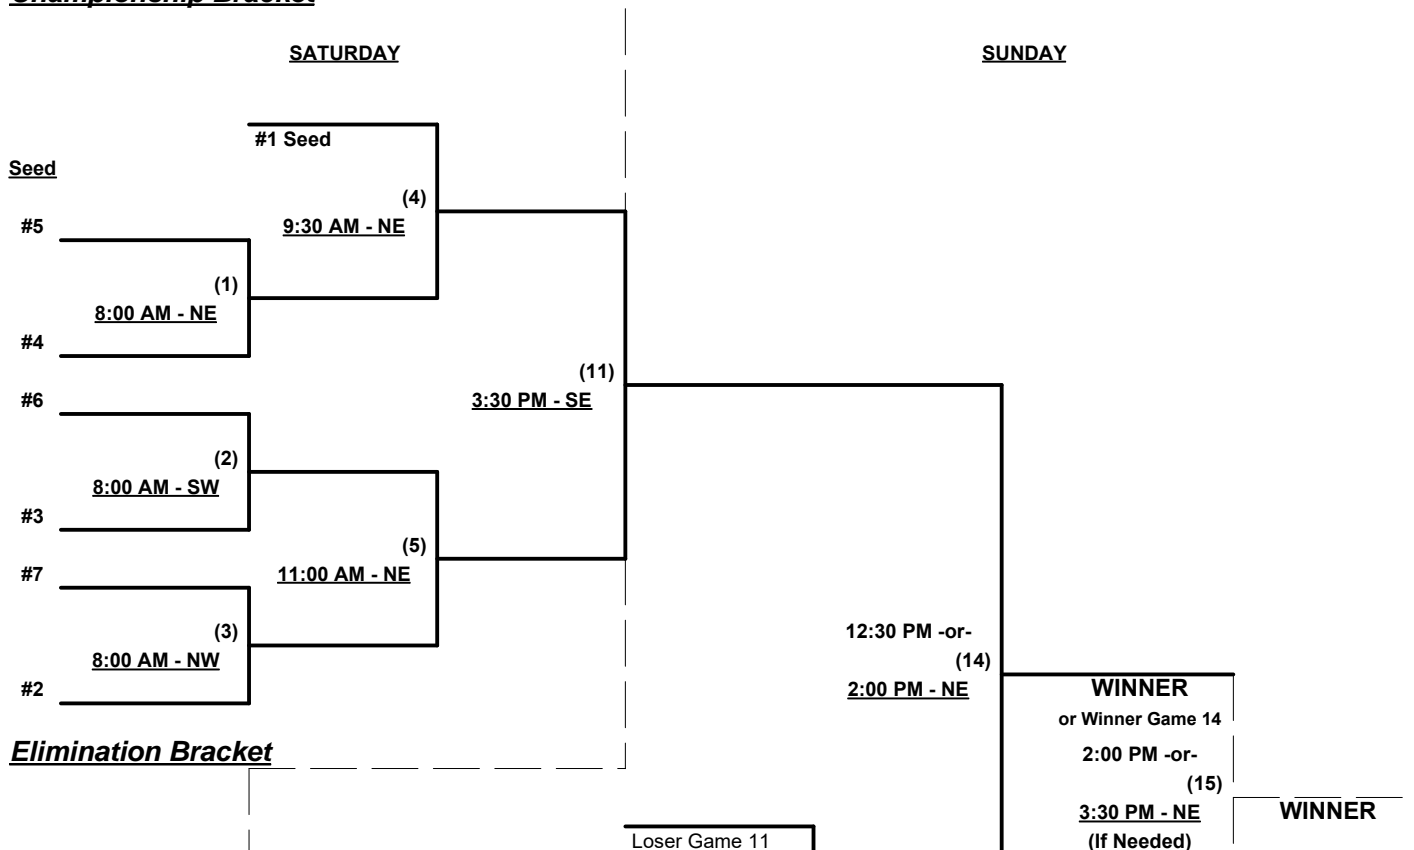 Championship Bracket
SATURDAY
SUNDAY
#1 Seed
Seed
(4)
9:30 AM - NE
#5
(1)
8:00 AM - NE
#4
(11)
3:30 PM - SE
#6
(2)
8:00 AM - SW
#3
(5)
11:00 AM - NE
#7
(3)
8:00 AM - NW
#2
12:30 PM -or-
(14)
2:00 PM - NE
WINNER
or Winner Game 14
2:00 PM -or-
(15)
3:30 PM - NE
(If Needed)
WINNER
Elimination Bracket
Loser Game 11